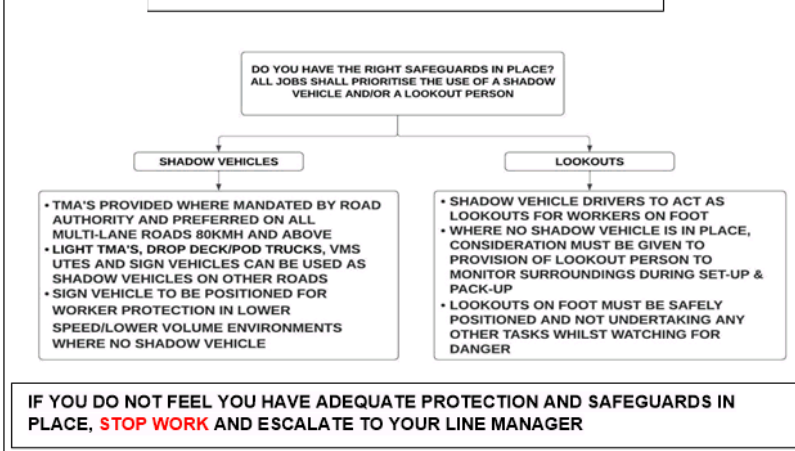 DO YOU HAVE THE RIGHT SAFEGUARDS IN PLACE?
ALL JOBS SHALL PRIORITISE THE USE OF A SHADOW
VEHICLE AND/OR A LOOKOUT PERSON
SHADOW VEHICLES
• TMA'S PROVIDED WHERE MANDATED BY ROAD
AUTHORITY AND PREFERRED ON ALL
MULTI-LANE ROADS 80KMH AND ABOVE
• LIGHT TMA'S, DROP DECK/POD TRUCKS, VMS
UTES AND SIGN VEHICLES CAN BE USED AS
SHADOW VEHICLES ON OTHER ROADS
• SIGN VEHICLE TO BE POSITIONED FOR
WORKER PROTECTION IN LOWER
SPEED/LOWER VOLUME ENVIRONMENTS
WHERE NO SHADOW VEHICLE
LOOKOUTS
• SHADOW VEHICLE DRIVERS TO ACT AS
LOOKOUTS FOR WORKERS ON FOOT
• WHERE NO SHADOW VEHICLE IS IN PLACE,
CONSIDERATION MUST BE GIVEN TO
PROVISION OF LOOKOUT PERSON TO
MONITOR SURROUNDINGS DURING SET-UP &
PACK-UP
• LOOKOUTS ON FOOT MUST BE SAFELY
POSITIONED AND NOT UNDERTAKING ANY
OTHER TASKS WHILST WATCHING FOR
DANGER
IF YOU DO NOT FEEL YOU HAVE ADEQUATE PROTECTION AND SAFEGUARDS IN
PLACE, STOP WORK AND ESCALATE TO YOUR LINE MANAGER